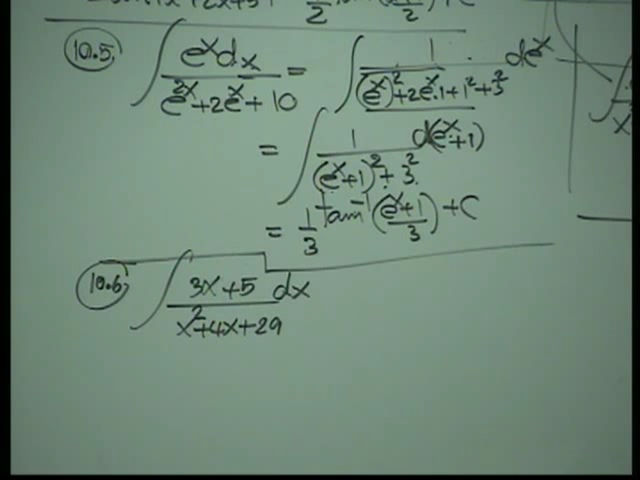 10.5 ∫ e^x dx / (e^2x + 2e^x + 10) = ∫ 1 / ((e^x)^2 + 2e^x.1 + 1^2 + 3^2) . de^x
= ∫ 1 / ((e^x+1)^2 + 3^2) d(e^x+1)
= 1/3 tan^-1 ((e^x+1)/3) + C
10.6 ∫ (3x+5) dx / (x^2+4x+29)